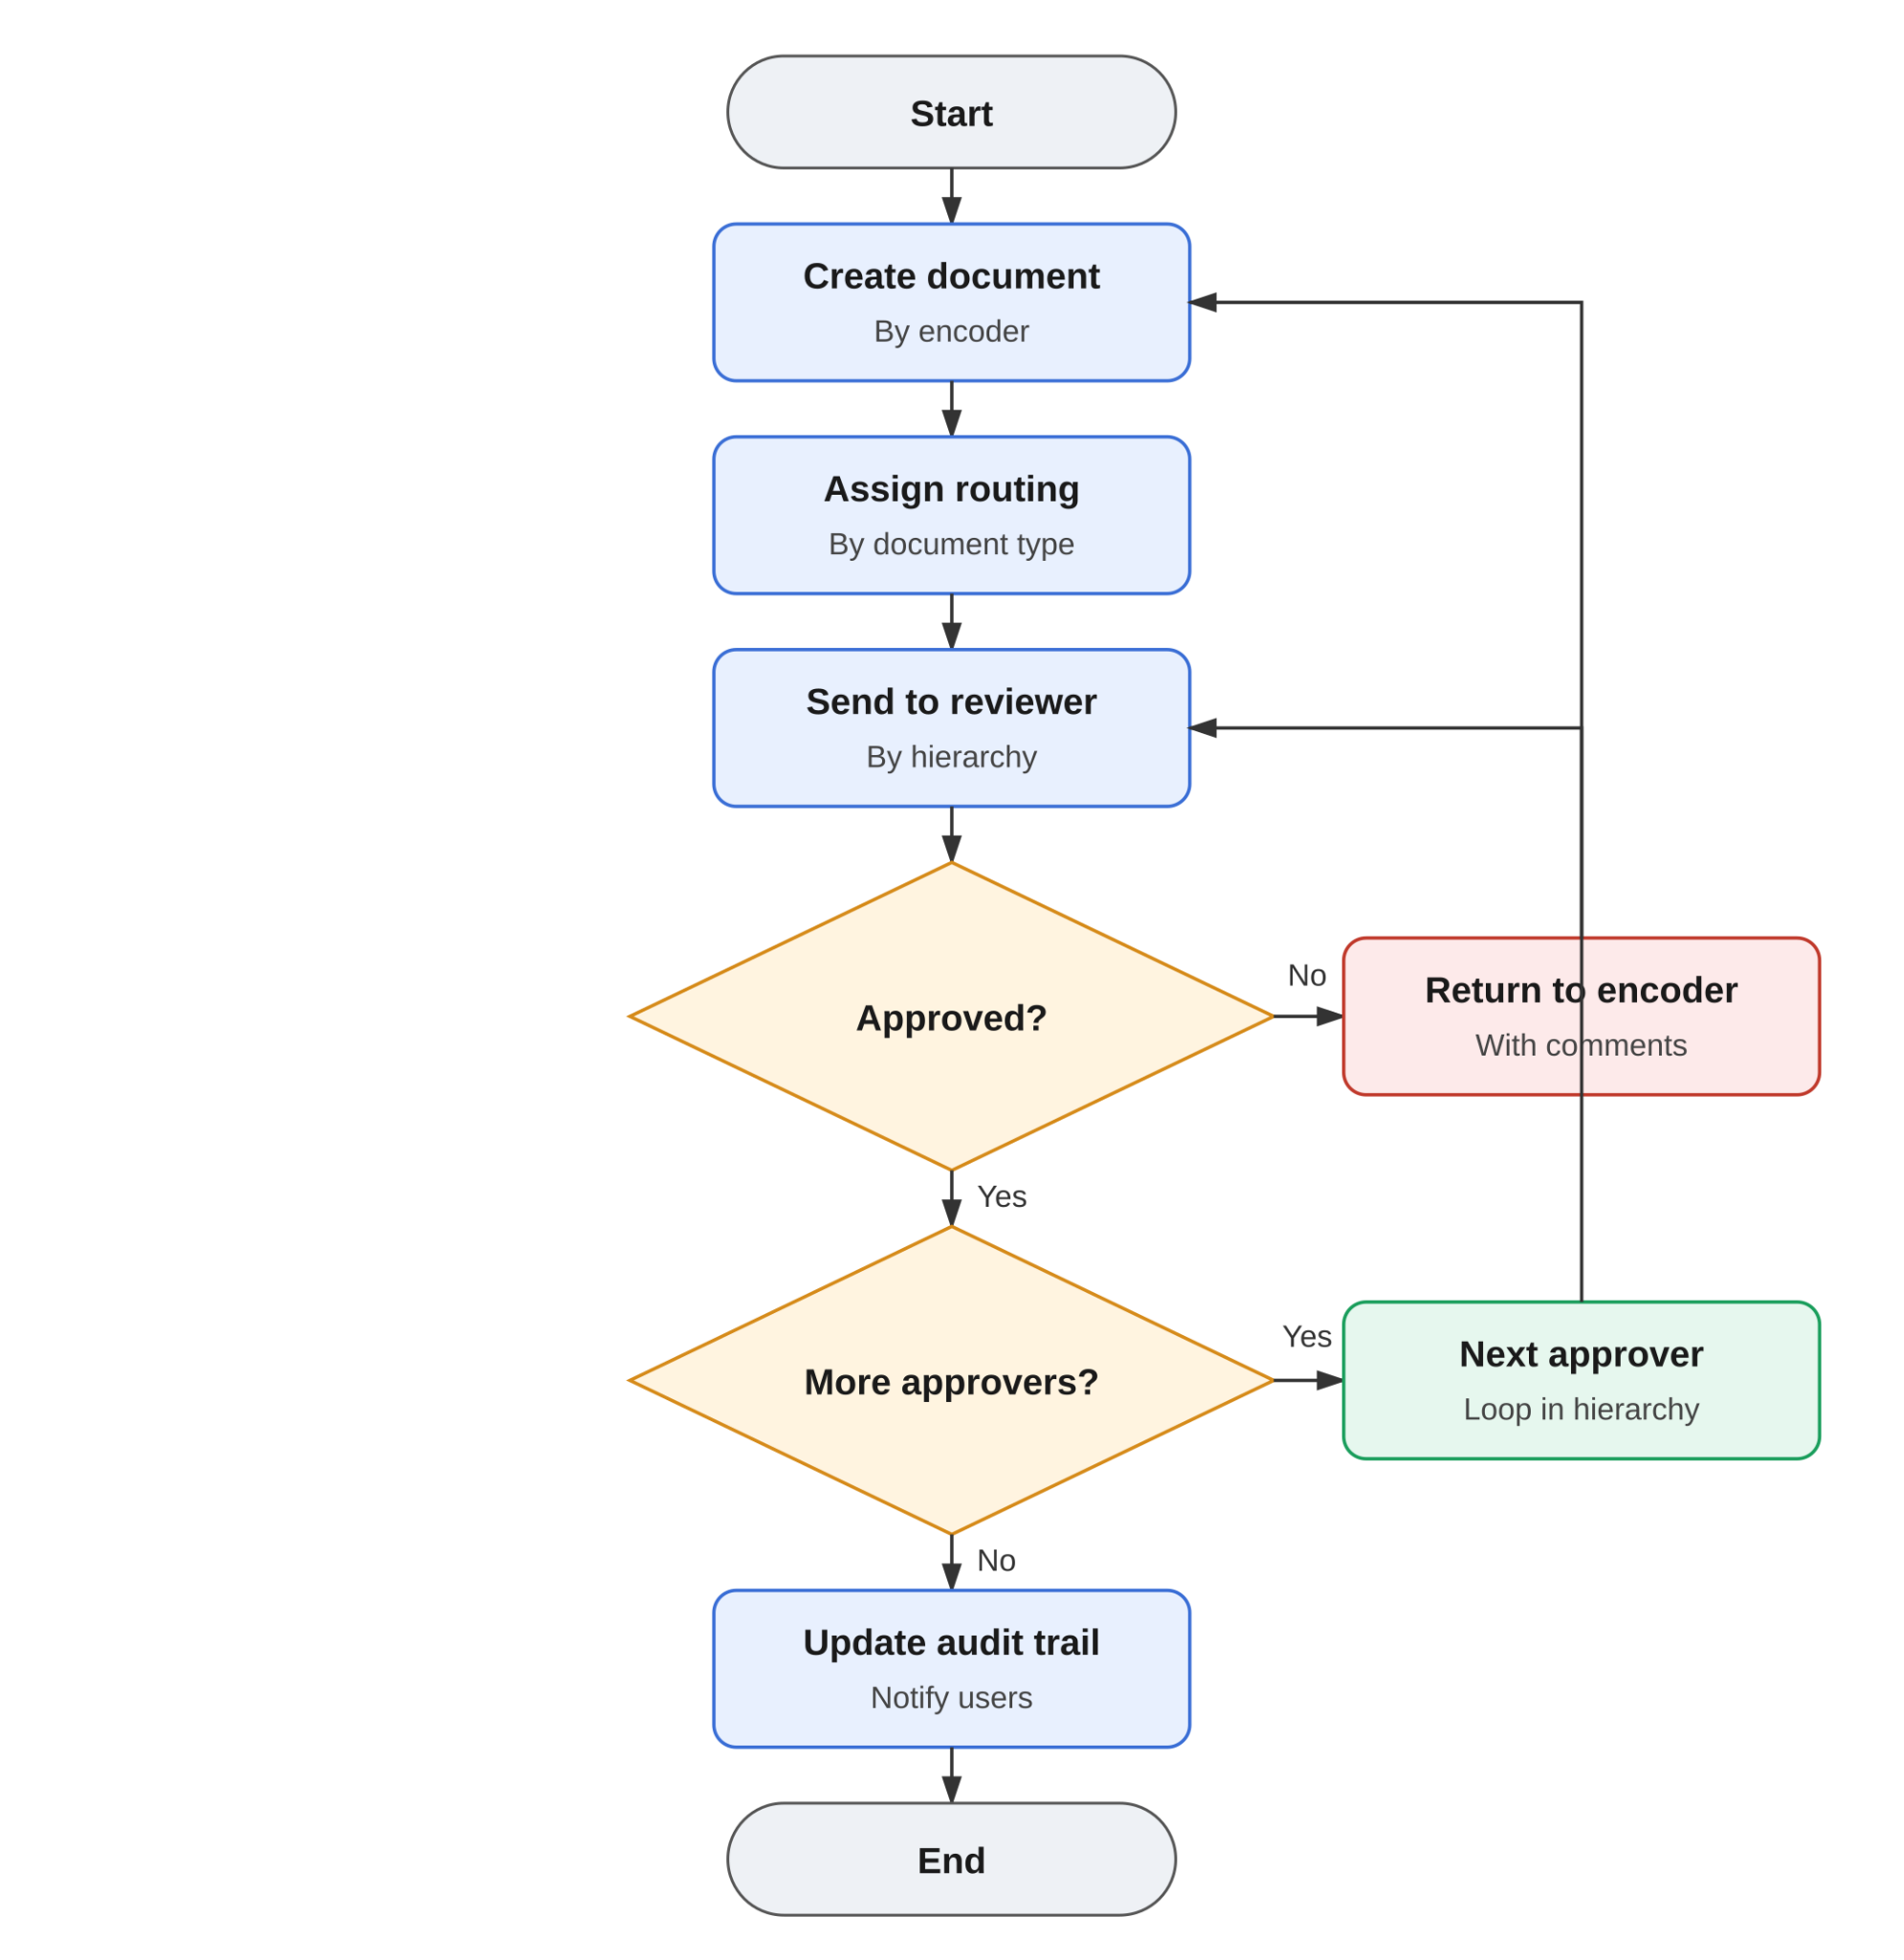 Start
Create document
By encoder
Assign routing
By document type
Send to reviewer
By hierarchy
Approved?
No
Return to encoder
With comments
Yes
More approvers?
Yes
Next approver
Loop in hierarchy
No
Update audit trail
Notify users
End